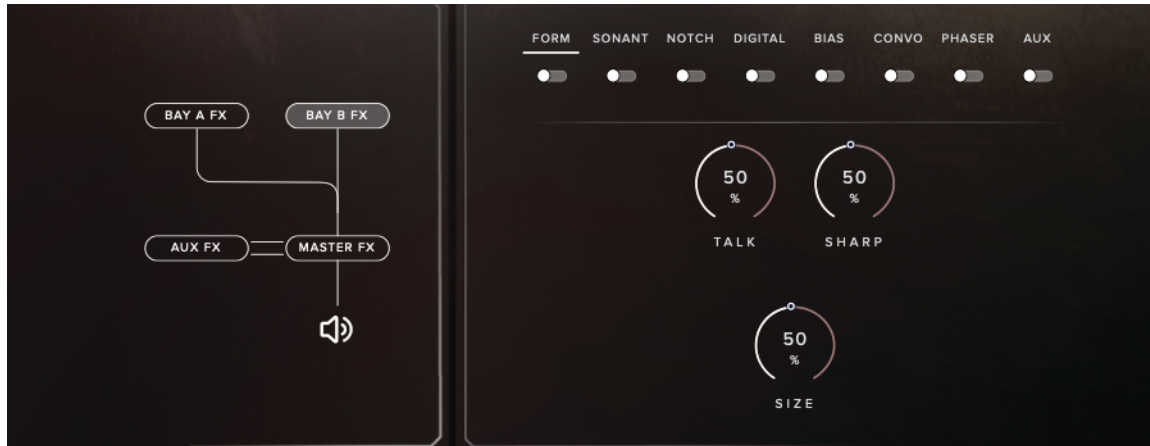 BAY A FX BAY B FX
AUX FX MASTER FX
FORM SONANT NOTCH DIGITAL BIAS CONVO PHASER AUX
50 50
% %
TALK SHARP
50
%
SIZE